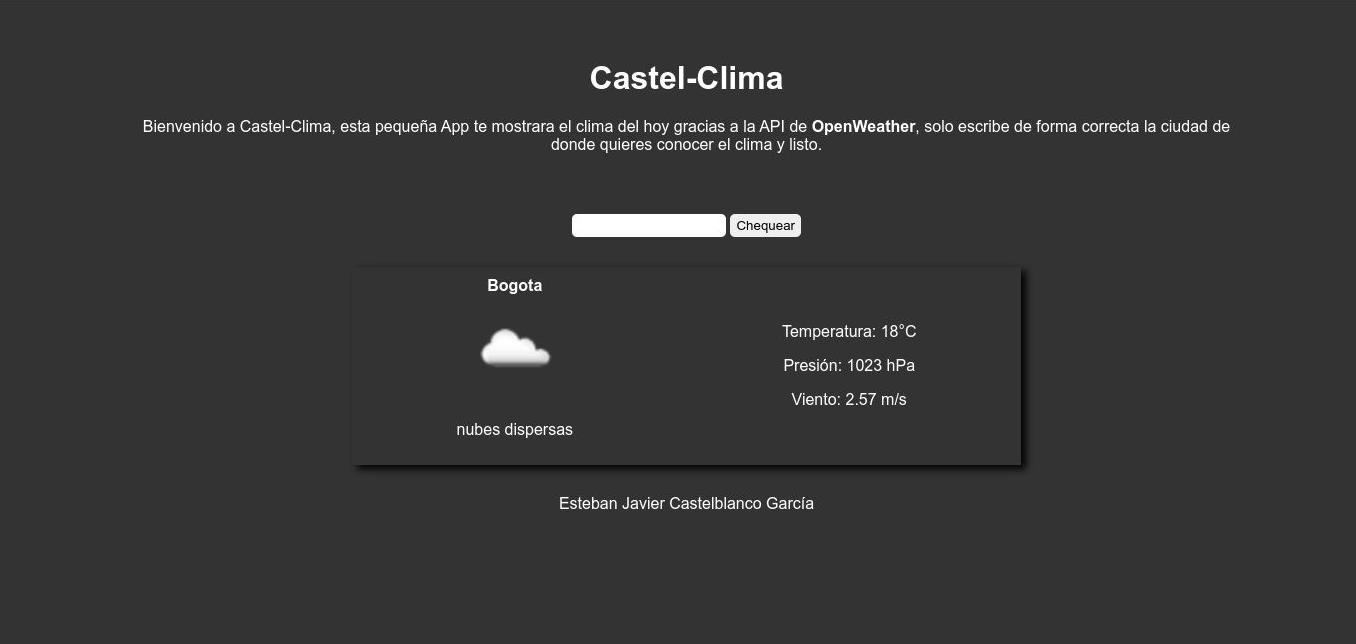 Castel-Clima
Bienvenido a Castel-Clima, esta pequeña App te mostrara el clima del hoy gracias a la API de OpenWeather, solo escribe de forma correcta la ciudad de
donde quieres conocer el clima y listo.
Chequear
Bogota
nubes dispersas
Temperatura: 18°C
Presión: 1023 hPa
Viento: 2.57 m/s
Esteban Javier Castelblanco García